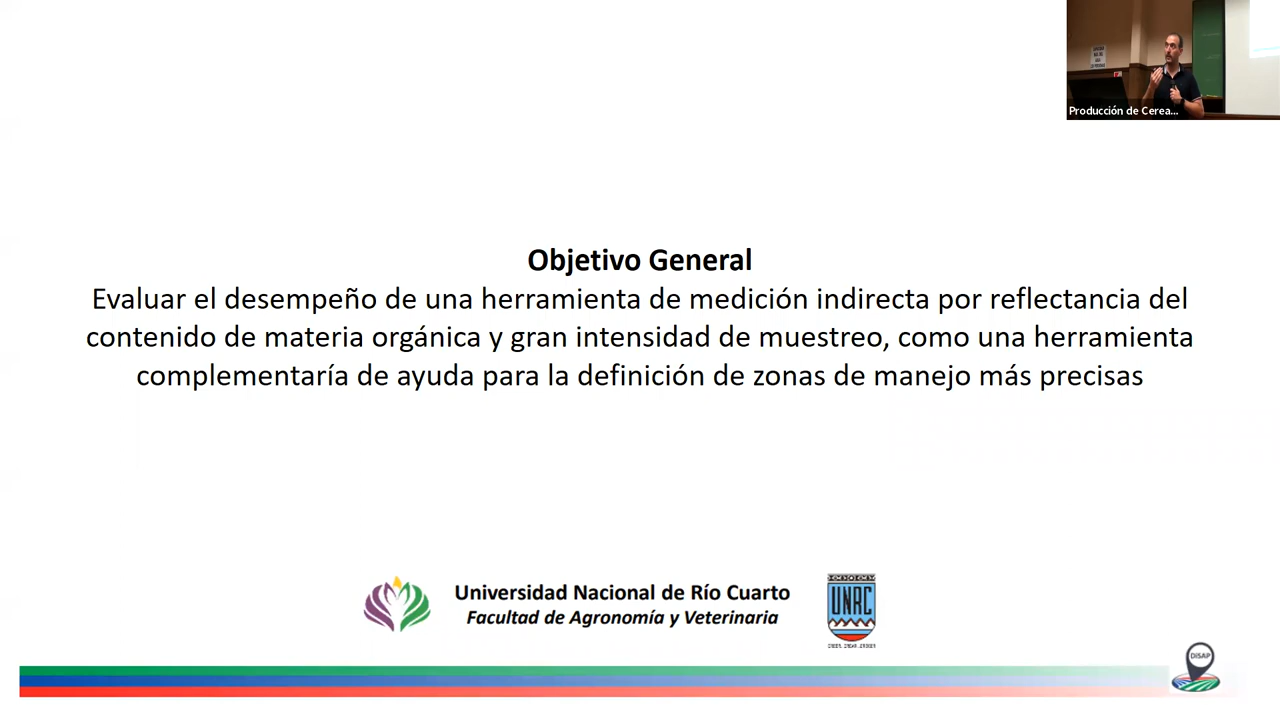 Producción de Cerea...
Objetivo General
Evaluar el desempeño de una herramienta de medición indirecta por reflectancia del
contenido de materia orgánica y gran intensidad de muestreo, como una herramienta
complementaría de ayuda para la definición de zonas de manejo más precisas
Universidad Nacional de Río Cuarto
Facultad de Agronomía y Veterinaria
UNRC
DiSAP